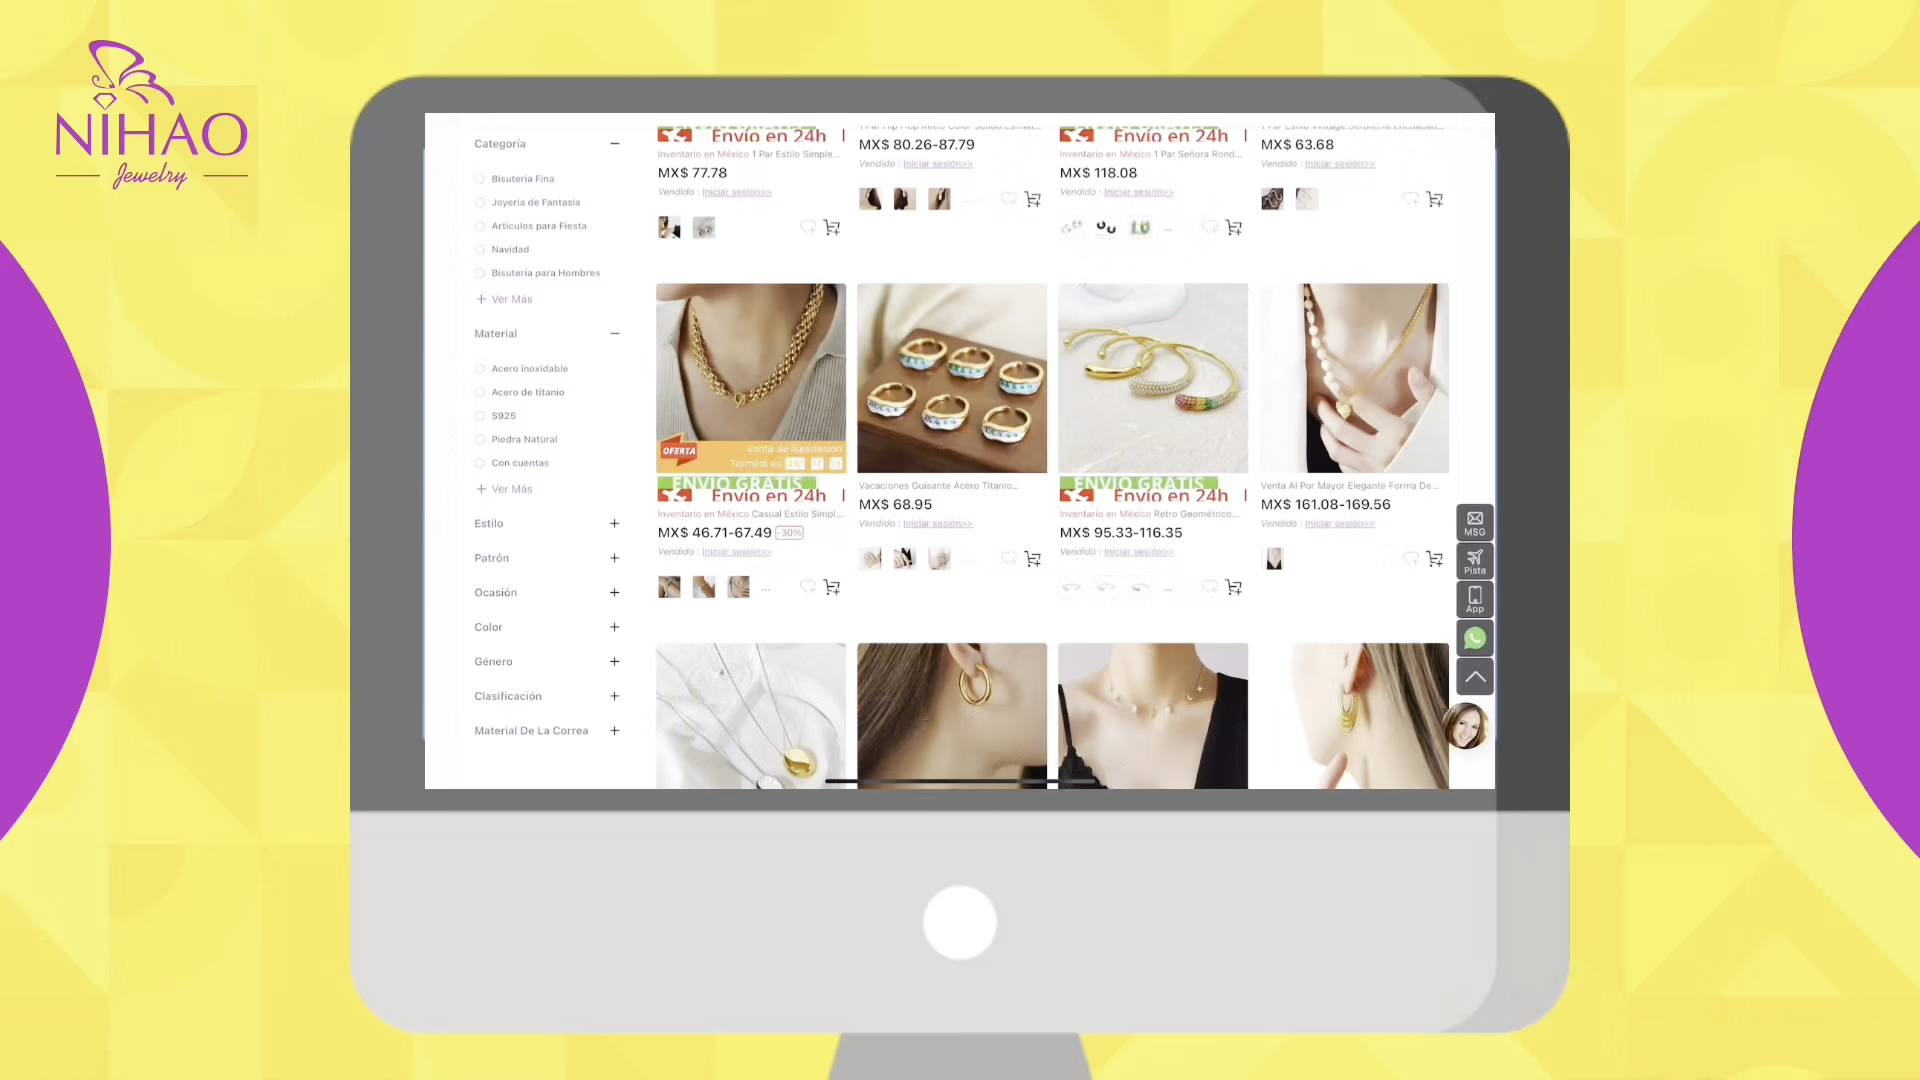 NIHAO
Jewelry
Categoría
Bisutería Fina
Joyería de Fantasía
Artículos para Fiesta
Navidad
Bisutería para Hombres
+ Ver Más
Material
Acero inoxidable
Acero de titanio
S925
Piedra Natural
Con cuentas
+ Ver Más
Estilo
Patrón
Ocasión
Color
Género
Clasificación
Material De La Correa
Envío en 24h
Inventario en México 1 Par Estilo Simple...
MX$ 77.78
Vendido : Iniciar sesión>>
MX$ 80.26-87.79
Vendido : Iniciar sesión>>
Envío en 24h
Inventario en México 1 Par Señora Rond...
MX$ 118.08
Vendido : Iniciar sesión>>
...
MX$ 63.68
Vendido : Iniciar sesión>>
OFERTA
Venta de liquidación
Termina en
ENVÍO GRATIS
Envío en 24h
Inventario en México Casual Estilo Simpl...
MX$ 46.71-67.49 -30%
Vendido : Iniciar sesión>>
...
Vacaciones Guisante Acero Titanio...
MX$ 68.95
Vendido : Iniciar sesión>>
ENVÍO GRATIS
Envío en 24h
Inventario en México Retro Geométrico...
MX$ 95.33-116.35
Vendido : Iniciar sesión>>
...
Venta Al Por Mayor Elegante Forma De...
MX$ 161.08-169.56
Vendido : Iniciar sesión>>
MSG
Pista
App